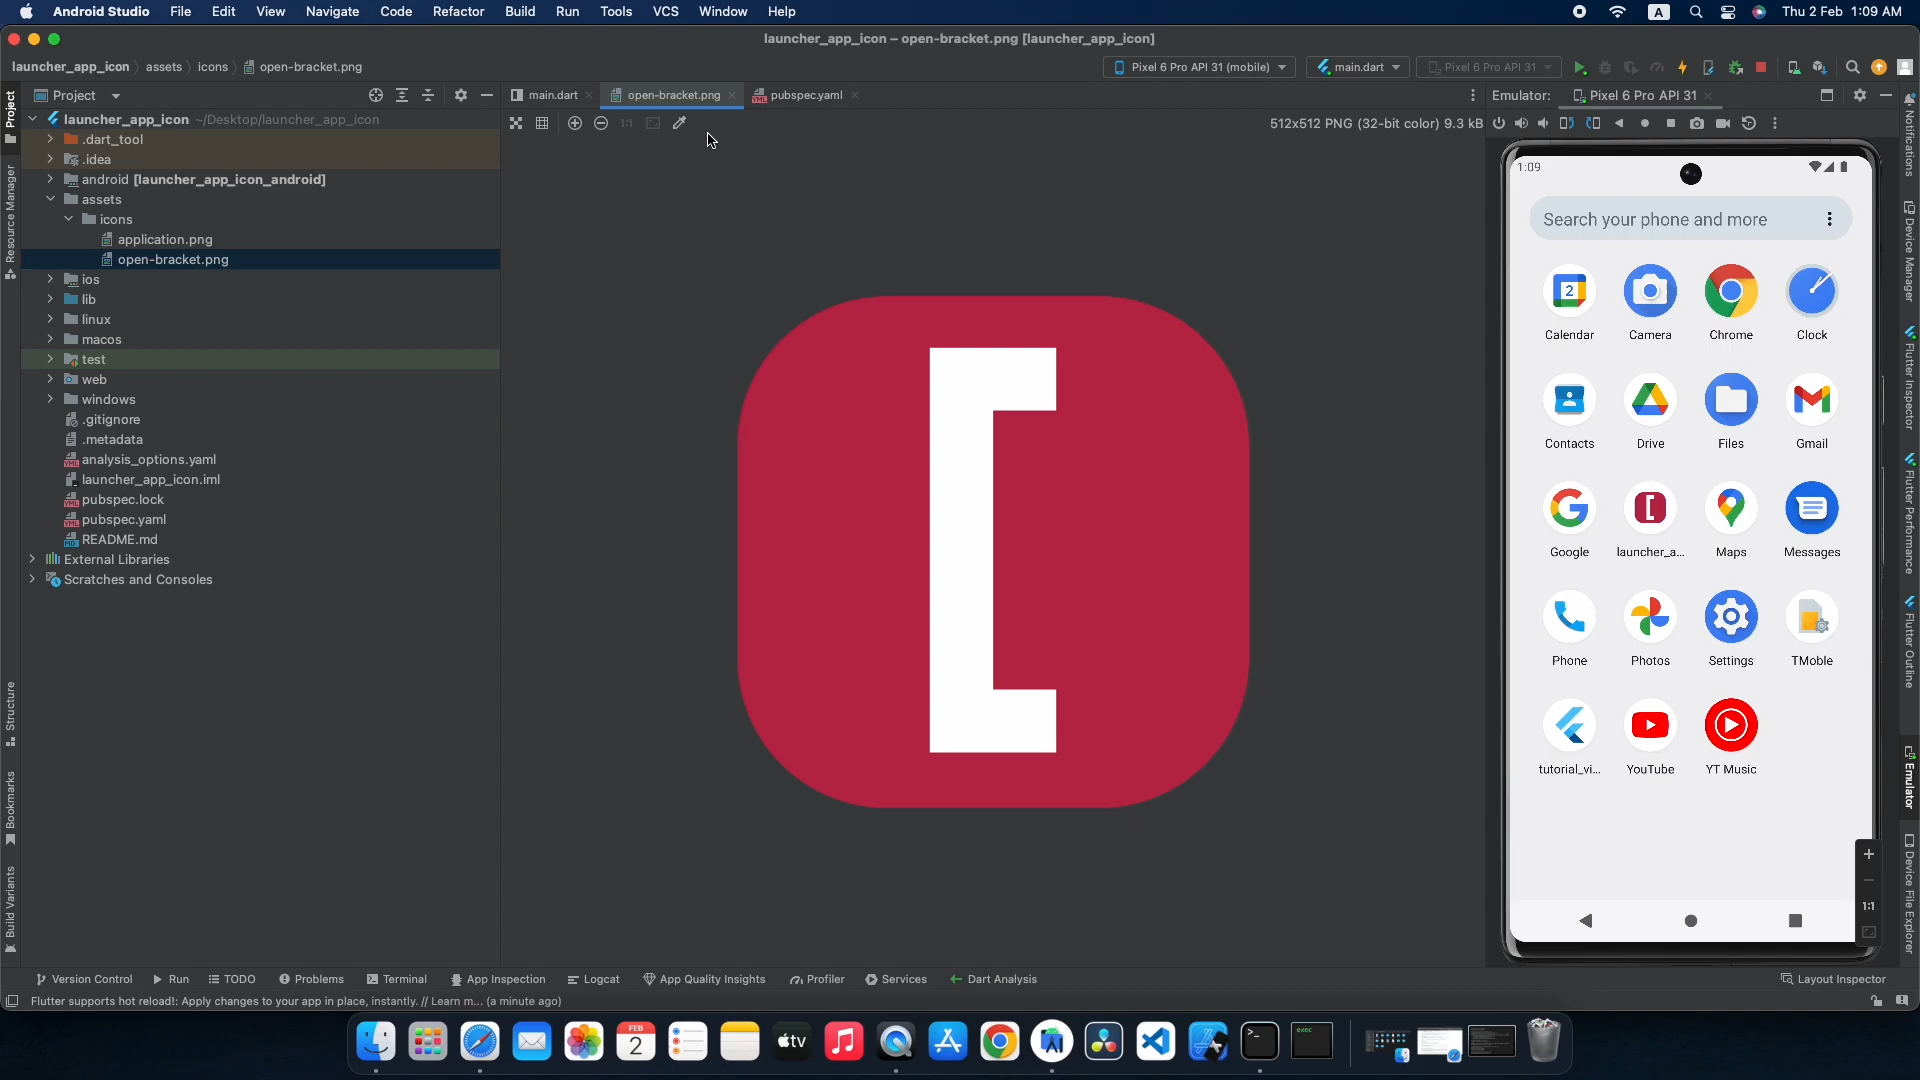 Android Studio File Edit View Navigate Code Refactor Build Run Tools VCS Window Help A Thu 2 Feb 1:09 AM
launcher_app_icon – open-bracket.png [launcher_app_icon]
launcher_app_icon assets icons open-bracket.png Pixel 6 Pro API 31 (mobile) main.dart Pixel 6 Pro API 31
Project main.dart open-bracket.png pubspec.yaml Emulator: Pixel 6 Pro API 31
1:1 512x512 PNG (32-bit color) 9.3 kB
launcher_app_icon ~/Desktop/launcher_app_icon
.dart_tool
.idea
android [launcher_app_icon_android]
assets
icons
application.png
open-bracket.png
ios
lib
linux
macos
test
web
windows
.gitignore
.metadata
analysis_options.yaml
launcher_app_icon.iml
pubspec.lock
pubspec.yaml
README.md
External Libraries
Scratches and Consoles
Project
Resource Manager
Structure
Bookmarks
Build Variants
[
1:09
Search your phone and more
2
Calendar Camera Chrome Clock
Contacts Drive Files Gmail
Google launcher_a... Maps Messages
Phone Photos Settings TMoble
tutorial_vi... YouTube YT Music
1:1
Notifications
Device Manager
Flutter Inspector
Flutter Performance
Flutter Outline
Emulator
Device File Explorer
Version Control Run TODO Problems Terminal App Inspection Logcat App Quality Insights Profiler Services Dart Analysis Layout Inspector
Flutter supports hot reload!: Apply changes to your app in place, instantly. // Learn m... (a minute ago)
FEB
2
tv
exec